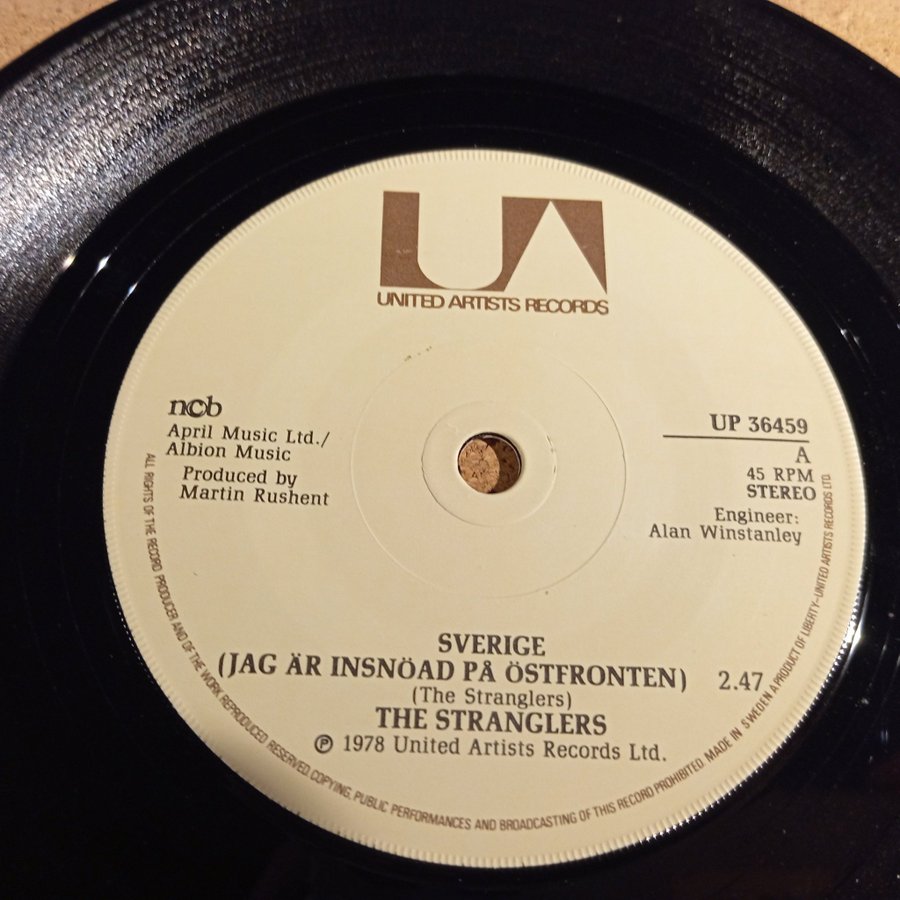 UA
UNITED ARTISTS RECORDS
ncb
April Music Ltd./
Albion Music
Produced by
Martin Rushent
UP 36459
A
45 RPM
STEREO
Engineer:
Alan Winstanley
SVERIGE
(JAG ÄR INSNÖAD PÅ ÖSTFRONTEN) 2.47
(The Stranglers)
THE STRANGLERS
℗ 1978 United Artists Records Ltd.
ALL RIGHTS OF THE RECORD PRODUCER AND OF THE WORK REPRODUCED RESERVED. COPYING, PUBLIC PERFORMANCES AND BROADCASTING OF THIS RECORD PROHIBITED. MADE IN SWEDEN A PRODUCT OF LIBERTY-UNITED ARTISTS RECORDS LTD.